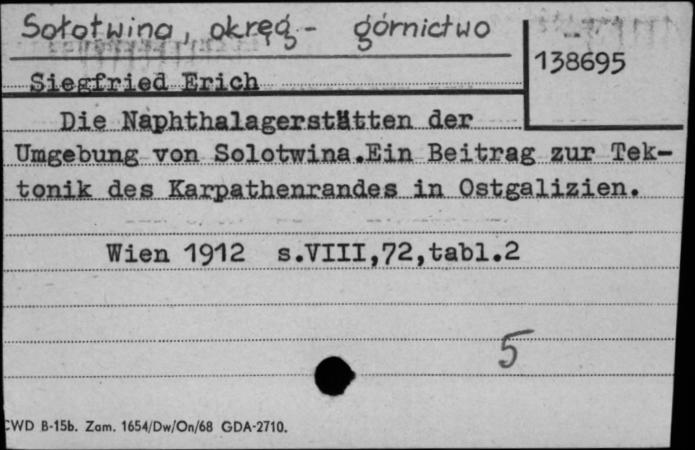 Sołotwina, okręg - górnictwo
138695
Siegfried Erich
Die Naphthalagerstätten der
Umgebung von Solotwina.Ein Beitrag zur Tek-
tonik des Karpathenrandes in Ostgalizien.
Wien 1912 s.VIII,72,tabl.2
5
CWD B-15b. Zam. 1654/Dw/On/68 GDA-2710.